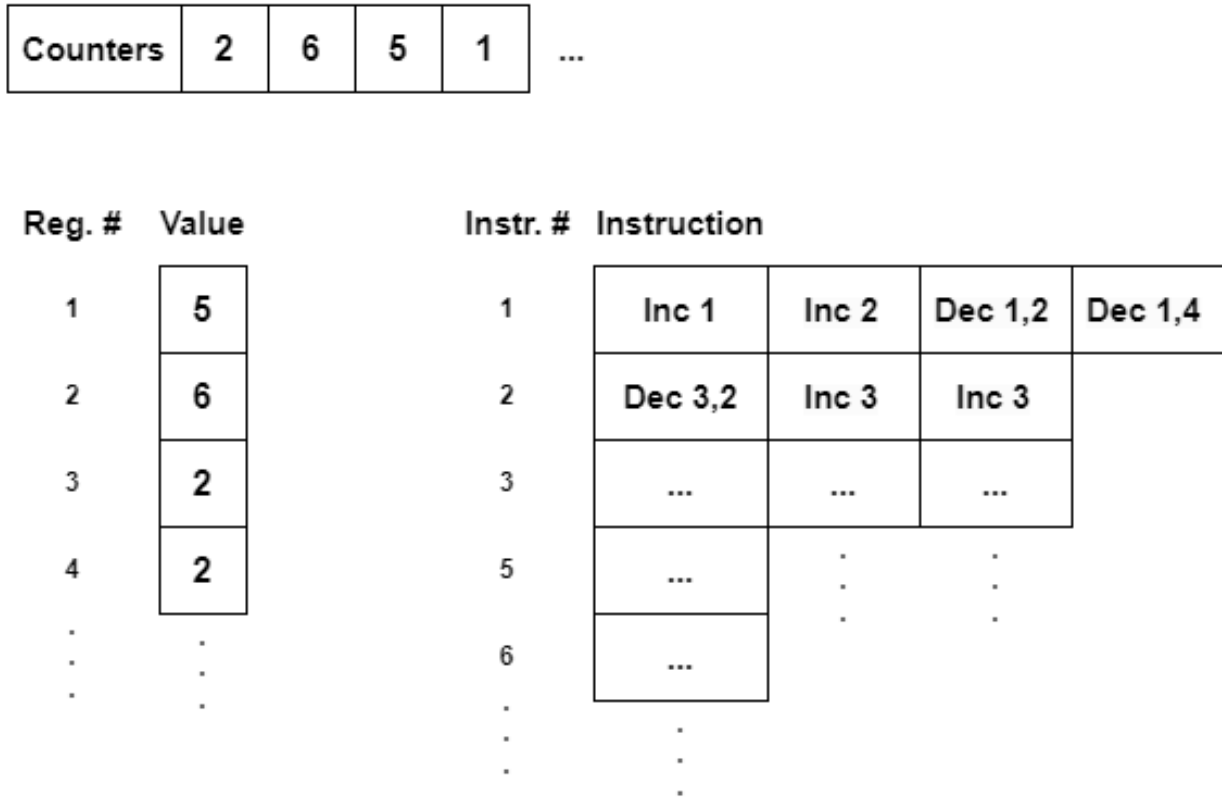 Counters 2 6 5 1 ...
Reg. # Value Instr. # Instruction
1 5 1 Inc 1 Inc 2 Dec 1,2 Dec 1,4
2 6 2 Dec 3,2 Inc 3 Inc 3
3 2 3 ... ... ...
4 2 5 ...
6 ...